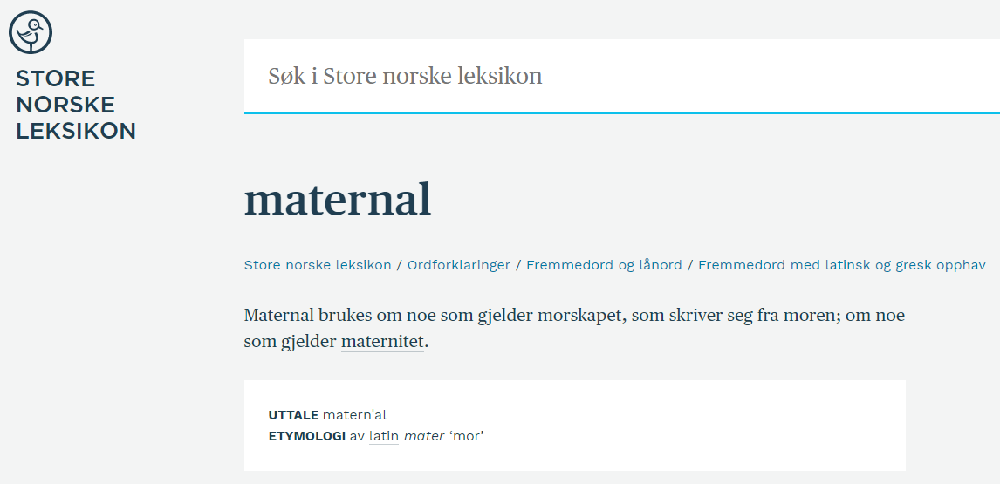 STORE
NORSKE
LEKSIKON
Søk i Store norske leksikon
maternal
Store norske leksikon / Ordforklaringer / Fremmedord og lånord / Fremmedord med latinsk og gresk opphav
Maternal brukes om noe som gjelder morskapet, som skriver seg fra moren; om noe
som gjelder maternitet.
UTTALE matern'al
ETYMOLOGI av latin mater ‘mor’